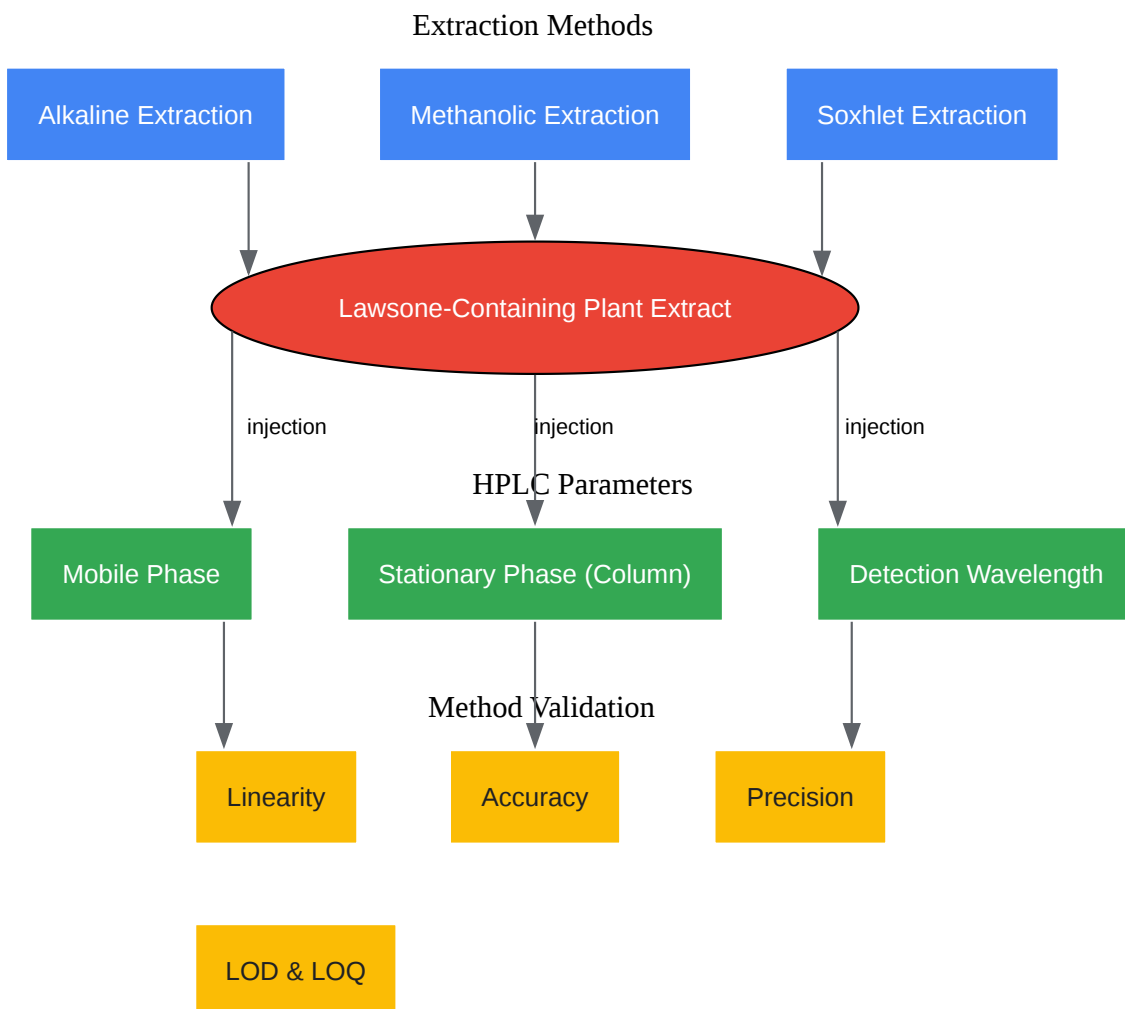 Extraction Methods
Alkaline Extraction
Methanolic Extraction
Soxhlet Extraction
Lawsone-Containing Plant Extract
injection
injection
injection
HPLC Parameters
Mobile Phase
Stationary Phase (Column)
Detection Wavelength
Method Validation
Linearity
Accuracy
Precision
LOD & LOQ